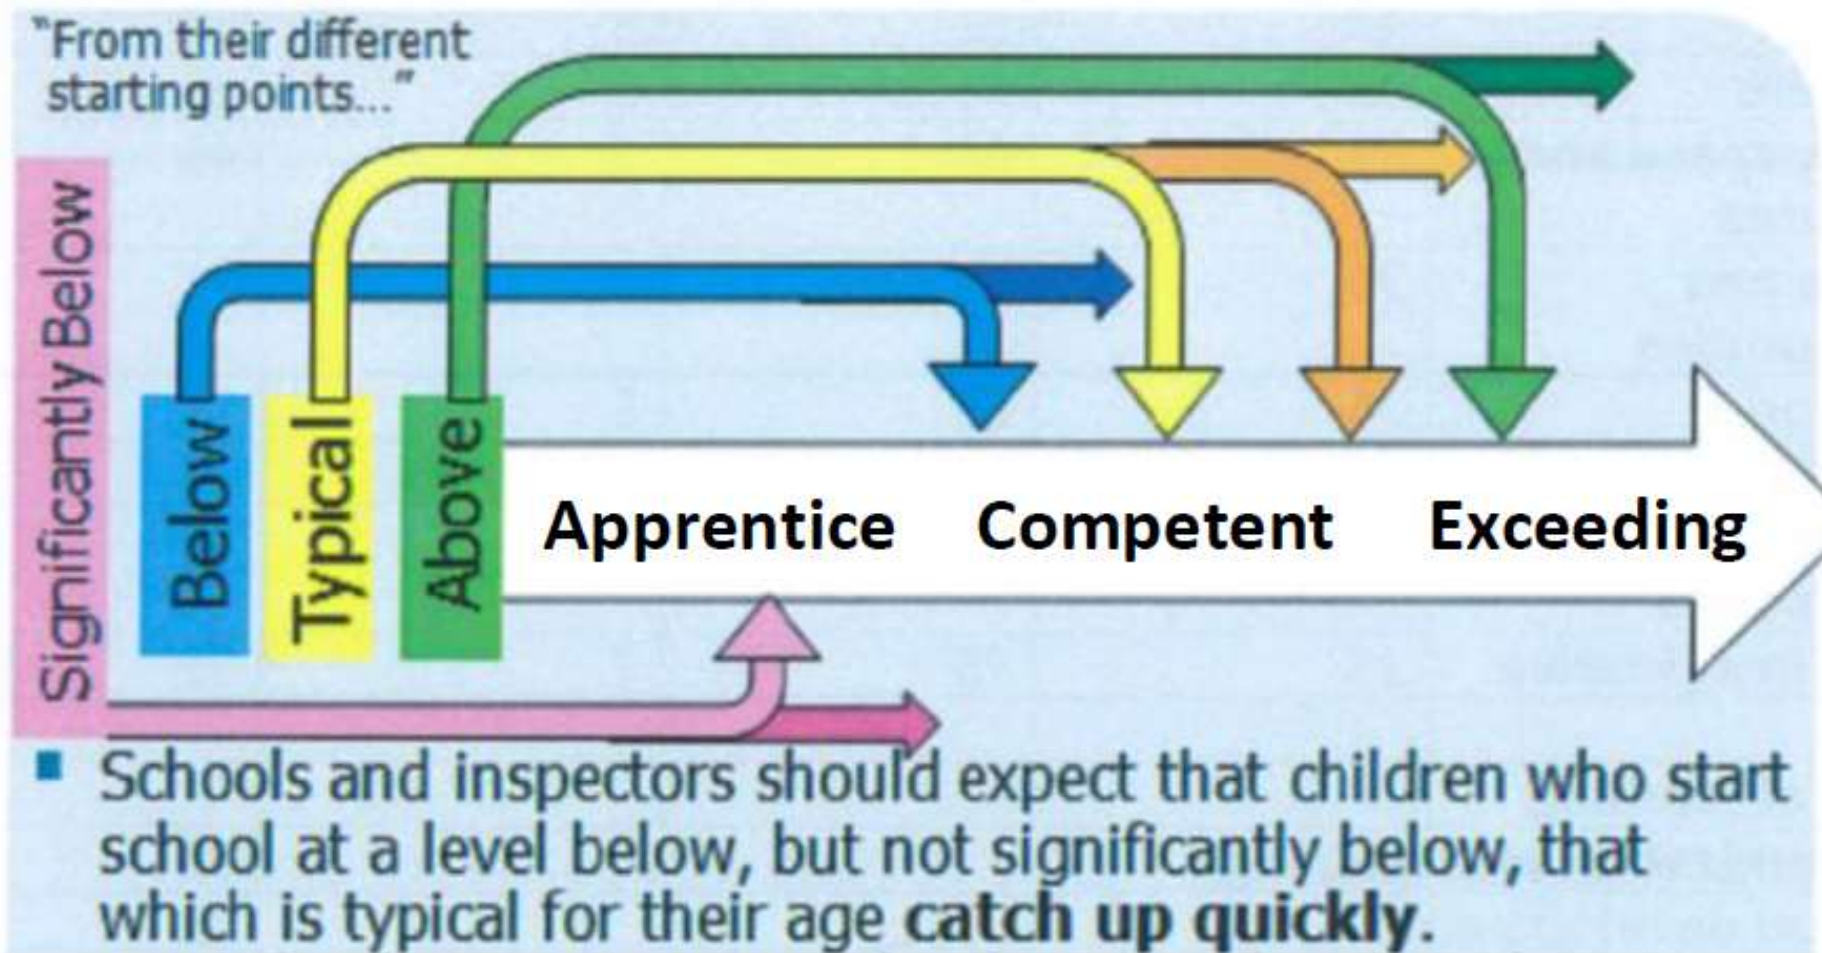 “From their different
starting points...”
Significantly Below
Below
Typical
Above
Apprentice Competent Exceeding
Schools and inspectors should expect that children who start
school at a level below, but not significantly below, that
which is typical for their age catch up quickly.